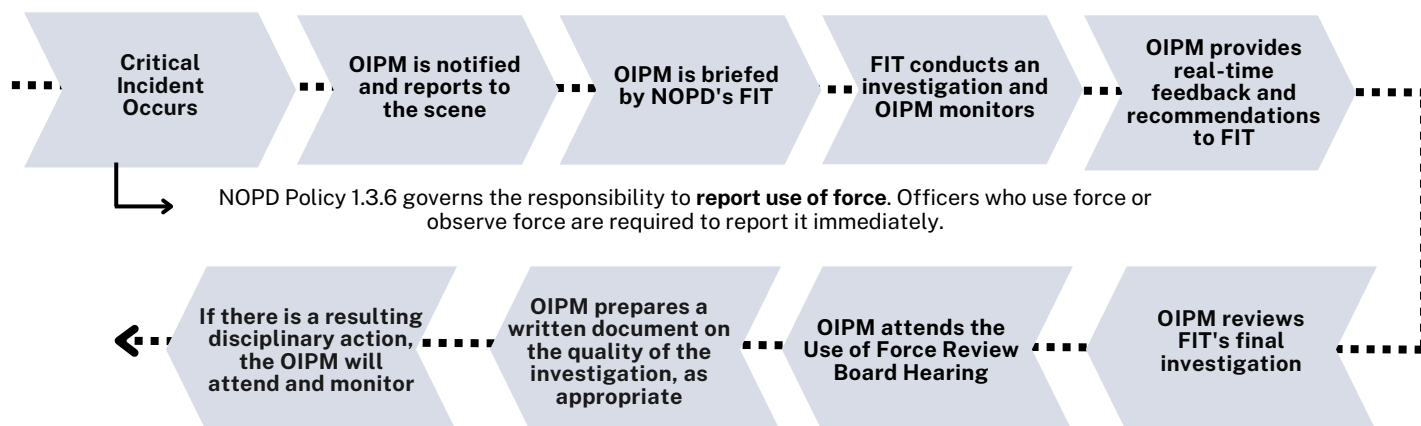 Critical
Incident
Occurs
OIPM is notified
and reports to
the scene
OIPM is briefed
by NOPD's FIT
FIT conducts an
investigation and
OIPM monitors
OIPM provides
real-time
feedback and
recommendations
to FIT
NOPD Policy 1.3.6 governs the responsibility to report use of force. Officers who use force or
observe force are required to report it immediately.
OIPM reviews
FIT's final
investigation
OIPM attends the
Use of Force Review
Board Hearing
OIPM prepares a
written document on
the quality of the
investigation, as
appropriate
If there is a resulting
disciplinary action,
the OIPM will
attend and monitor